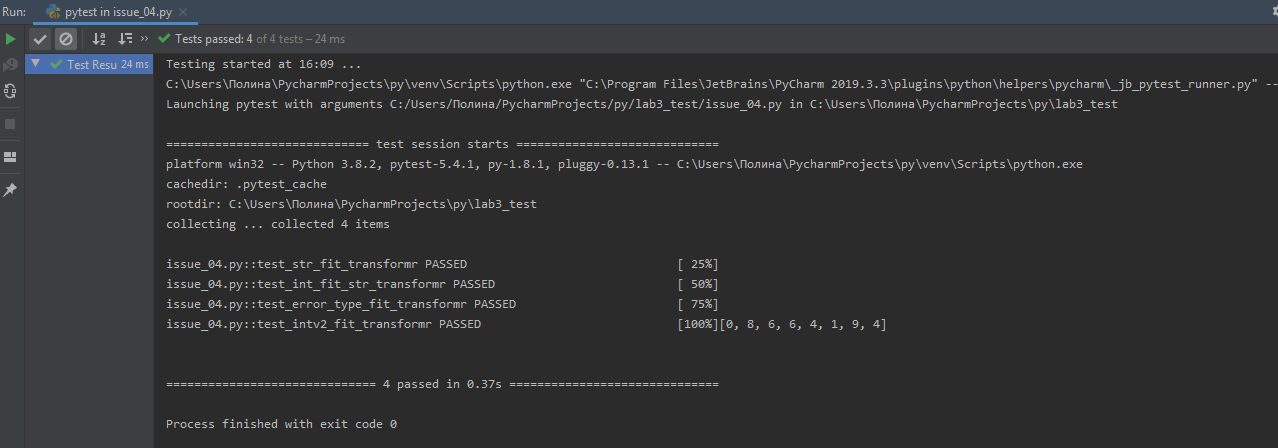 Run: pytest in issue_04.py
Tests passed: 4 of 4 tests – 24 ms
Test Resu 24 ms
Testing started at 16:09 ...
C:\Users\Полина\PycharmProjects\py\venv\Scripts\python.exe "C:\Program Files\JetBrains\PyCharm 2019.3.3\plugins\python\helpers\pycharm\_jb_pytest_runner.py" --
Launching pytest with arguments C:/Users/Полина/PycharmProjects/py/lab3_test/issue_04.py in C:\Users\Полина\PycharmProjects\py\lab3_test
============================= test session starts =============================
platform win32 -- Python 3.8.2, pytest-5.4.1, py-1.8.1, pluggy-0.13.1 -- C:\Users\Полина\PycharmProjects\py\venv\Scripts\python.exe
cachedir: .pytest_cache
rootdir: C:\Users\Полина\PycharmProjects\py\lab3_test
collecting ... collected 4 items
issue_04.py::test_str_fit_transformr PASSED [ 25%]
issue_04.py::test_int_fit_str_transformr PASSED [ 50%]
issue_04.py::test_error_type_fit_transformr PASSED [ 75%]
issue_04.py::test_intv2_fit_transformr PASSED [100%][0, 8, 6, 6, 4, 1, 9, 4]
============================== 4 passed in 0.37s ==============================
Process finished with exit code 0